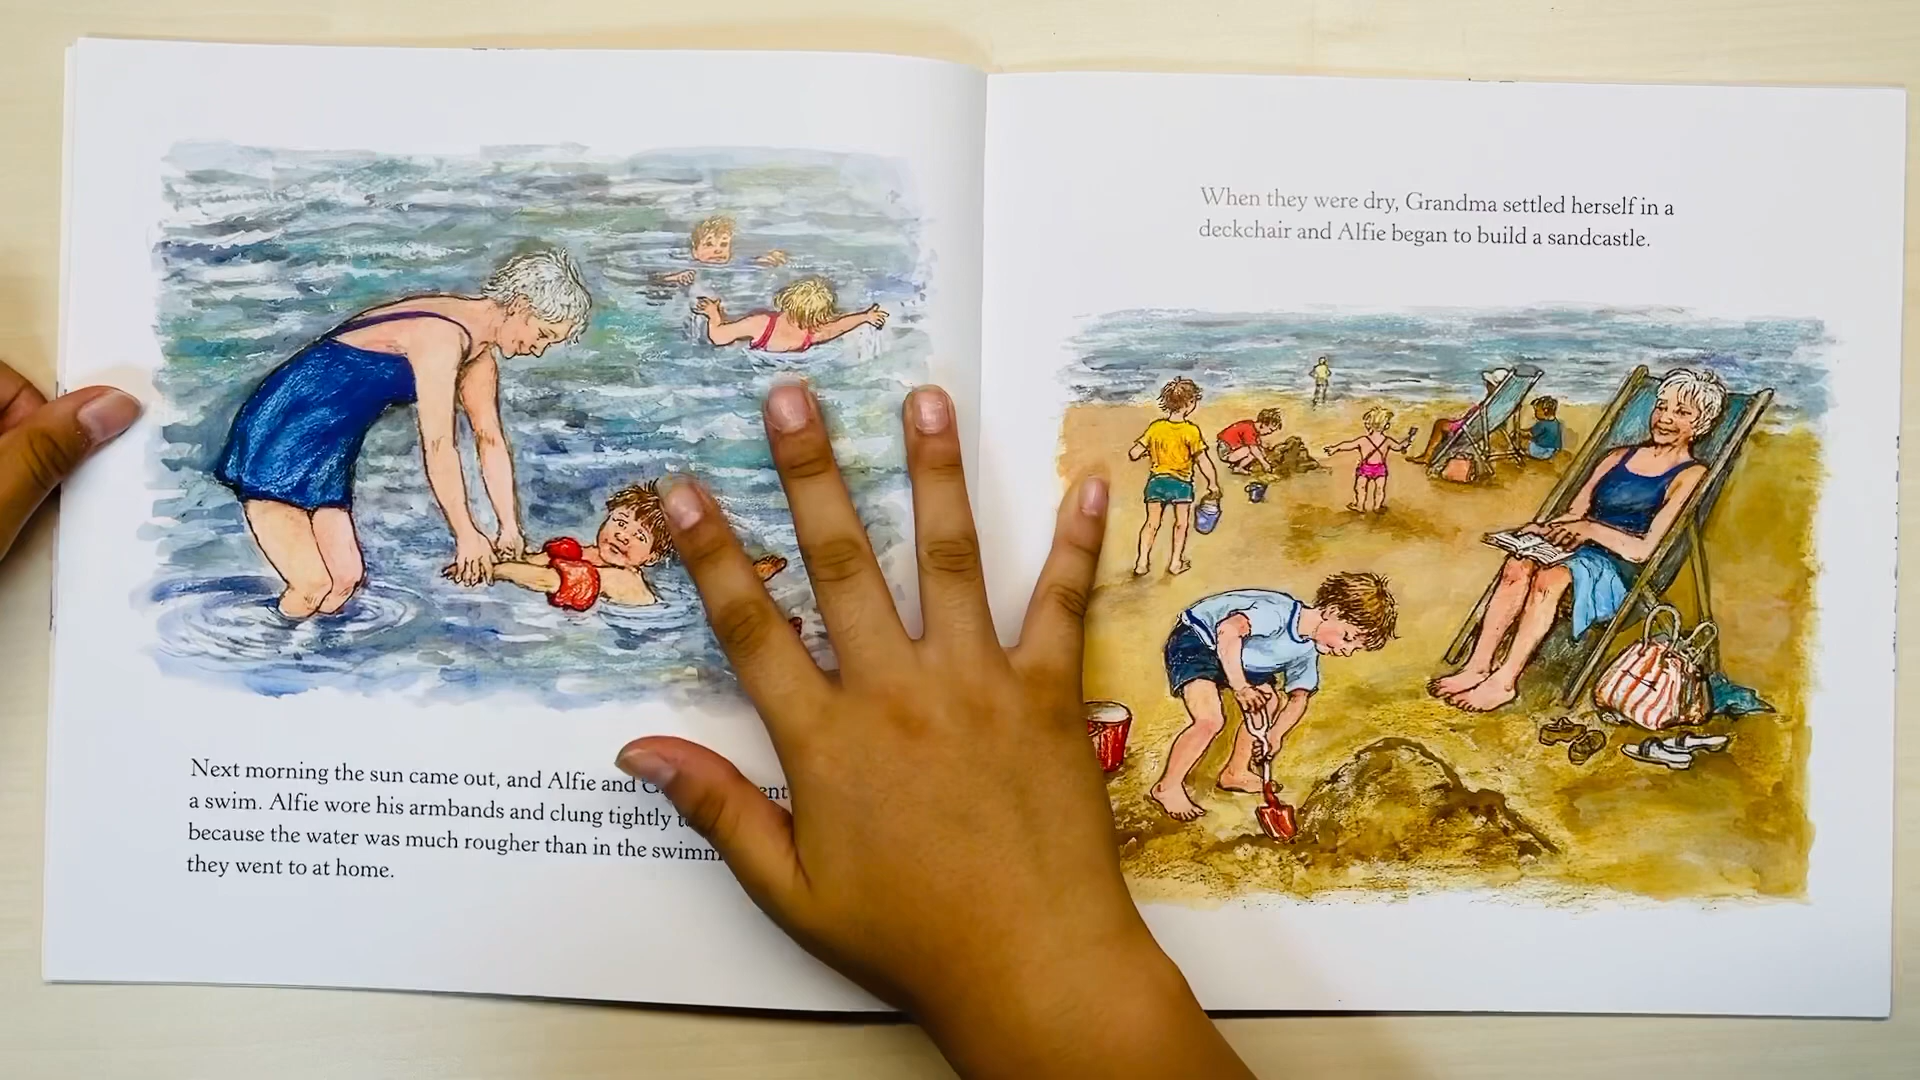 Next morning the sun came out, and Alfie and
a swim. Alfie wore his armbands and clung tightly
because the water was much rougher than in the
they went to at home.
When they were dry, Grandma settled herself in a
deckchair and Alfie began to build a sandcastle.